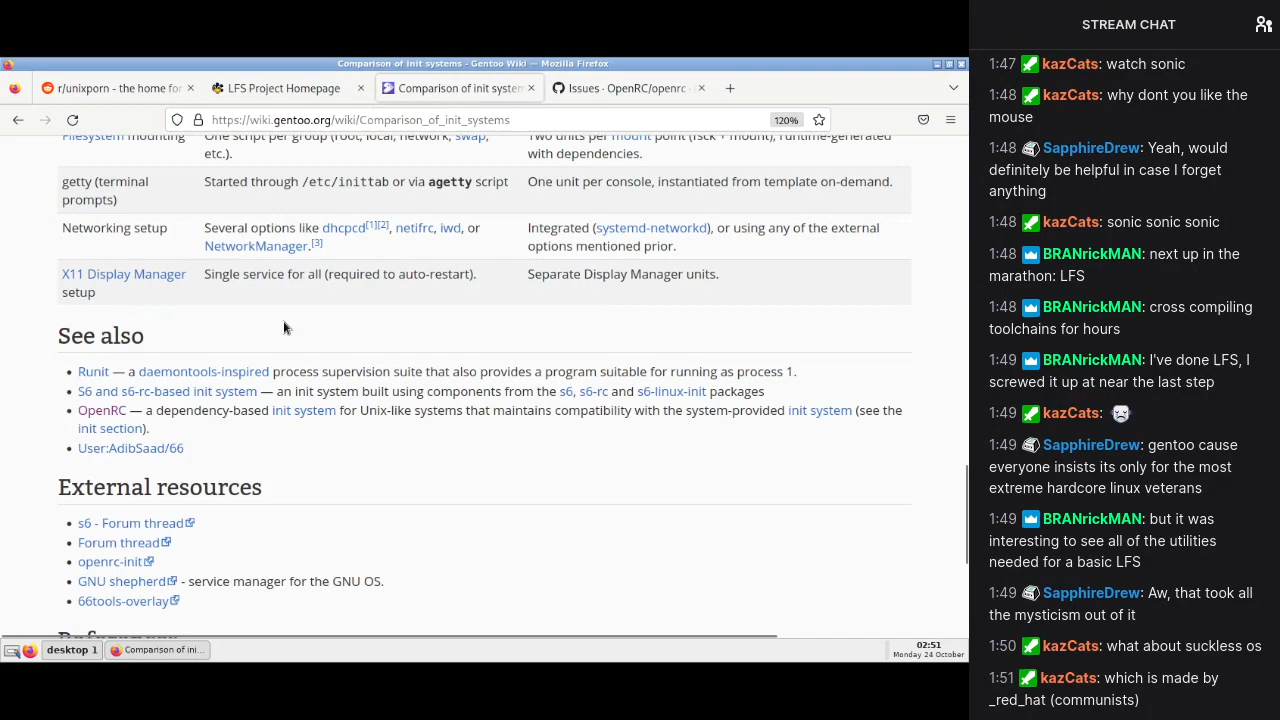 Comparison of init systems - Gentoo Wiki — Mozilla Firefox
r/unixporn - the home fo
LFS Project Homepage
Comparison of init system
Issues · OpenRC/openrc ·
https://wiki.gentoo.org/wiki/Comparison_of_init_systems
120%
Filesystem mounting
One script per group (root, local, network, swap, etc.).
Two units per mount point (fsck + mount), runtime-generated with dependencies.
getty (terminal prompts)
Started through /etc/inittab or via agetty script
One unit per console, instantiated from template on-demand.
Networking setup
Several options like dhcpcd[1][2], netifrc, iwd, or NetworkManager.[3]
Integrated (systemd-networkd), or using any of the external options mentioned prior.
X11 Display Manager setup
Single service for all (required to auto-restart).
Separate Display Manager units.
See also
Runit — a daemontools-inspired process supervision suite that also provides a program suitable for running as process 1.
S6 and s6-rc-based init system — an init system built using components from the s6, s6-rc and s6-linux-init packages
OpenRC — a dependency-based init system for Unix-like systems that maintains compatibility with the system-provided init system (see the
init section).
User:AdibSaad/66
External resources
s6 - Forum thread
Forum thread
openrc-init
GNU shepherd - service manager for the GNU OS.
66tools-overlay
References
desktop 1
Comparison of ini...
02:51
Monday 24 October
STREAM CHAT
1:47 kazCats: watch sonic
1:48 kazCats: why dont you like the
mouse
1:48 SapphireDrew: Yeah, would
definitely be helpful in case I forget
anything
1:48 kazCats: sonic sonic sonic
1:48 BRANrickMAN: next up in the
marathon: LFS
1:48 BRANrickMAN: cross compiling
toolchains for hours
1:49 BRANrickMAN: I've done LFS, I
screwed it up at near the last step
1:49 kazCats:
1:49 SapphireDrew: gentoo cause
everyone insists its only for the most
extreme hardcore linux veterans
1:49 BRANrickMAN: but it was
interesting to see all of the utilities
needed for a basic LFS
1:49 SapphireDrew: Aw, that took all
the mysticism out of it
1:50 kazCats: what about suckless os
1:51 kazCats: which is made by
_red_hat (communists)